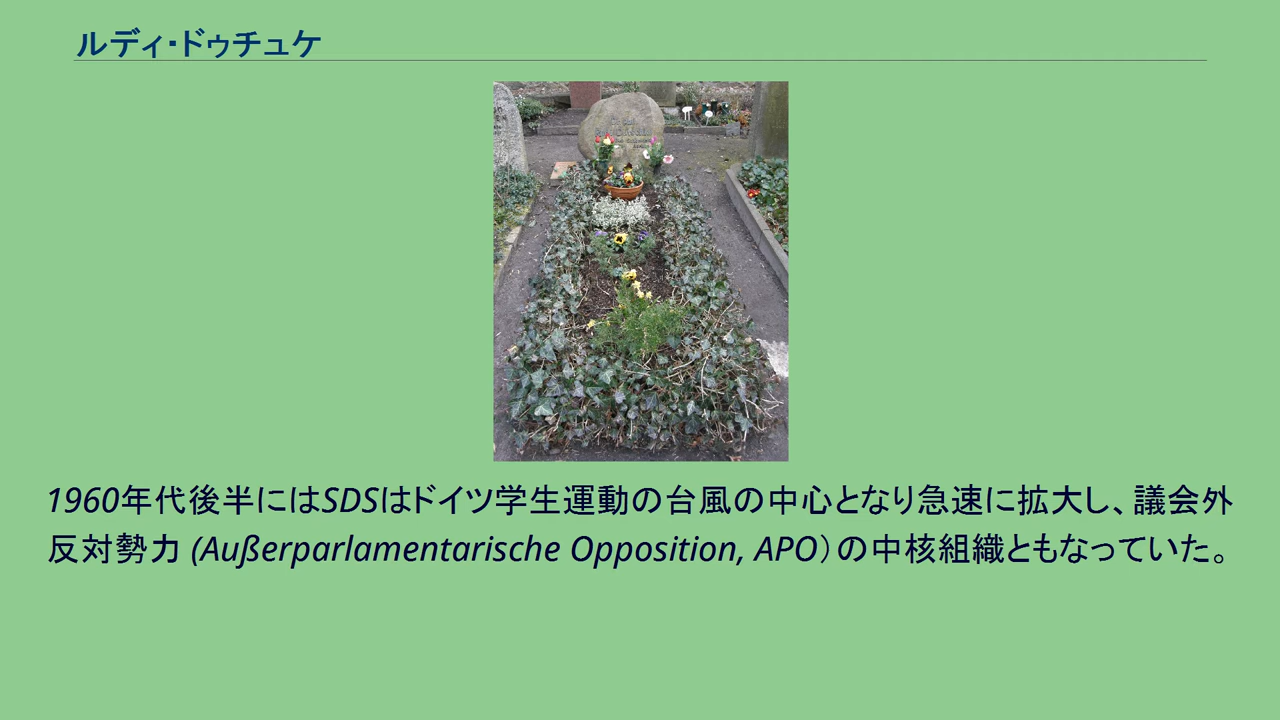 ルディ・ドゥチュケ
1960年代後半にはSDSはドイツ学生運動の台風の中心となり急速に拡大し、議会外
反対勢力 (Außerparlamentarische Opposition, APO）の中核組織ともなっていた。